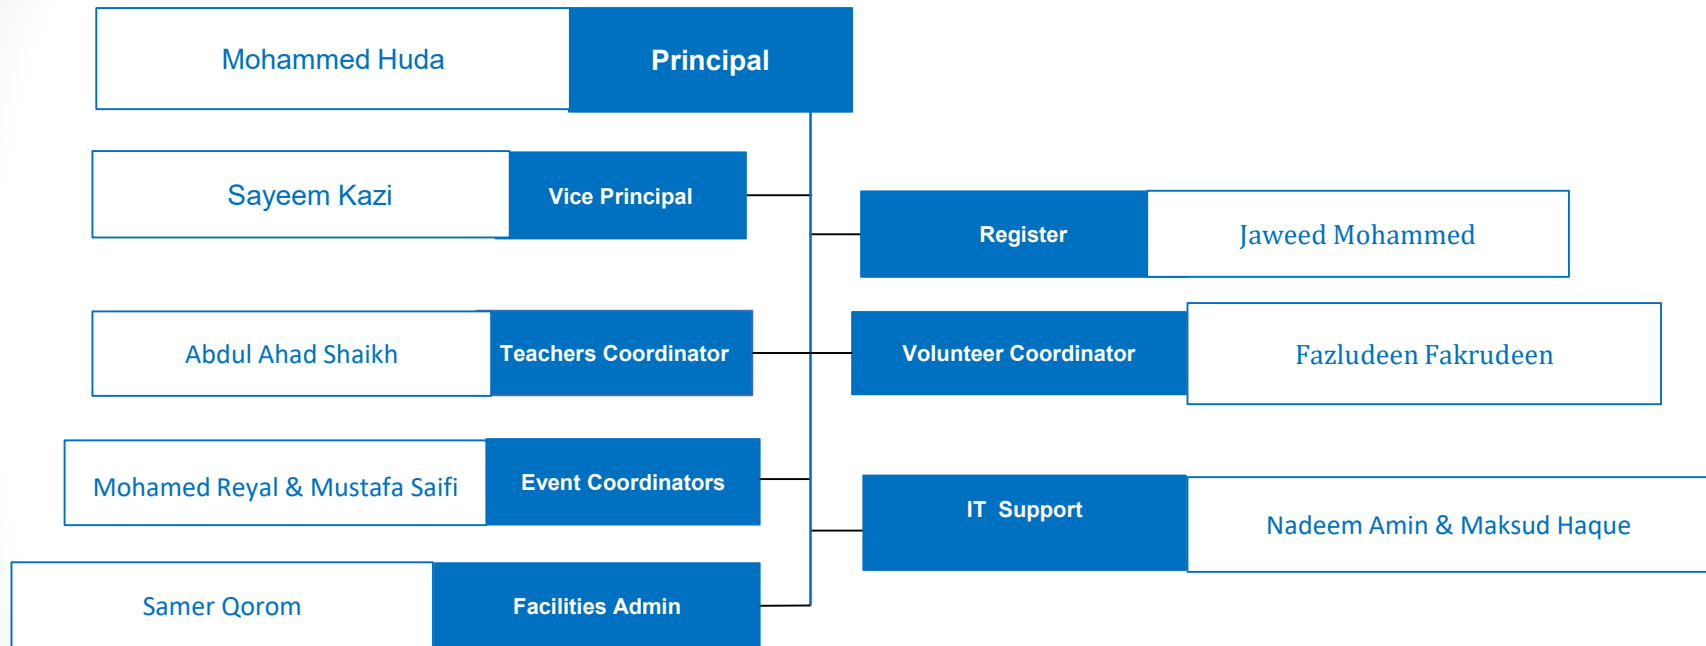 Mohammed Huda
Principal
Sayeem Kazi
Vice Principal
Register
Jaweed Mohammed
Abdul Ahad Shaikh
Teachers Coordinator
Volunteer Coordinator
Fazludeen Fakrudeen
Mohamed Reyal & Mustafa Saifi
Event Coordinators
IT Support
Nadeem Amin & Maksud Haque
Samer Qorom
Facilities Admin